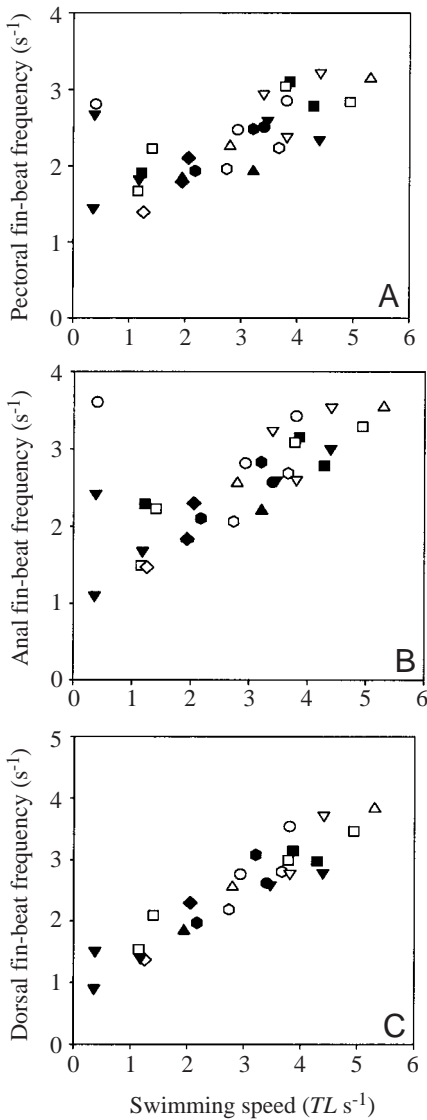 Pectoral fin-beat frequency (s-1)
4
3
2
1
0
0 1 2 3 4 5 6
A
Anal fin-beat frequency (s-1)
4
3
2
1
0
0 1 2 3 4 5 6
B
Dorsal fin-beat frequency (s-1)
5
4
3
2
1
0
0 1 2 3 4 5 6
C
Swimming speed (TL s-1)